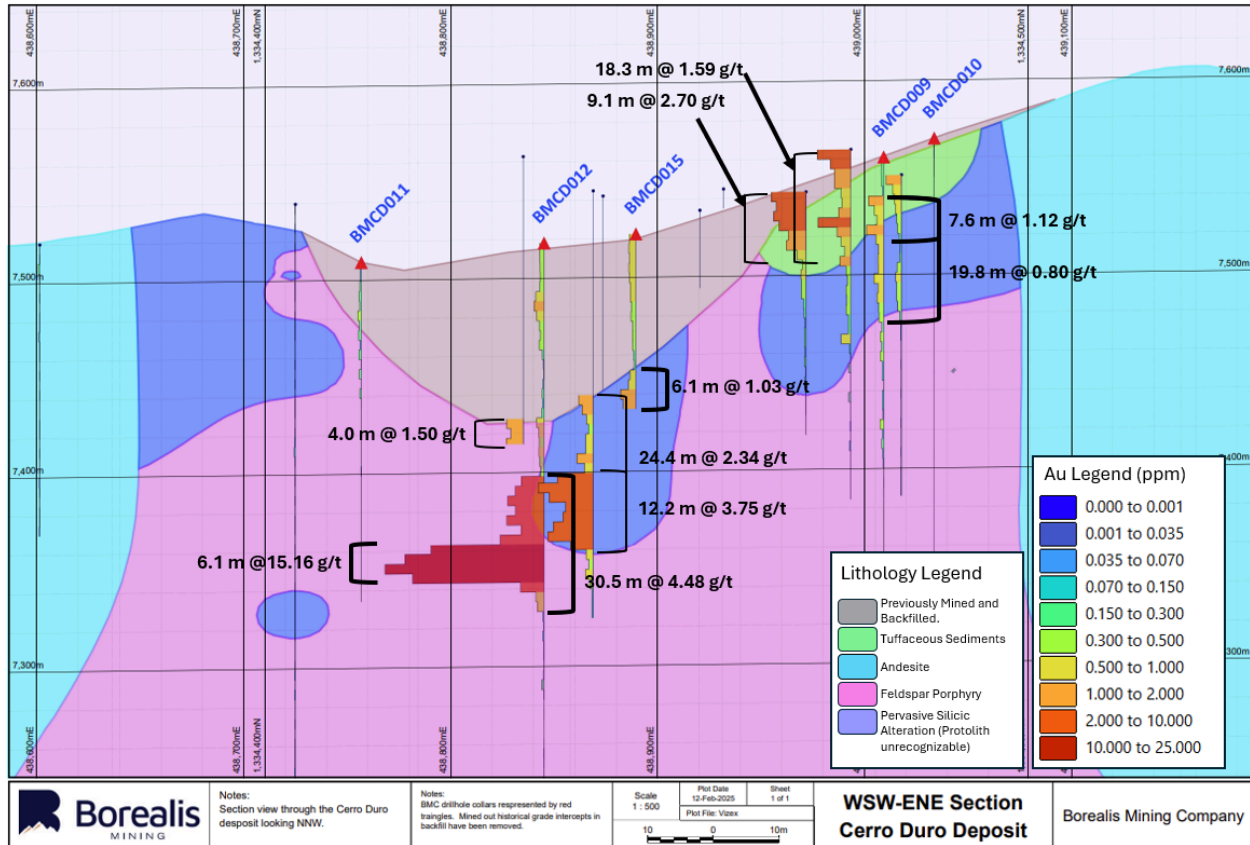 438,600mE
438,700mE
1,334,400mN
438,800mE
438,900mE
439,000mE
1,334,500mN
439,100mE
7,600m
7,600m
18.3 m @ 1.59 g/t
9.1 m @ 2.70 g/t
BMCD009
BMCD010
BMCD011
BMCD012
BMCD015
7.6 m @ 1.12 g/t
7,500m
7,500m
19.8 m @ 0.80 g/t
6.1 m @ 1.03 g/t
4.0 m @ 1.50 g/t
24.4 m @ 2.34 g/t
7,400m
7,400m
12.2 m @ 3.75 g/t
6.1 m @15.16 g/t
30.5 m @ 4.48 g/t
7,300m
7,300m
Au Legend (ppm)
0.000 to 0.001
0.001 to 0.035
0.035 to 0.070
0.070 to 0.150
0.150 to 0.300
0.300 to 0.500
0.500 to 1.000
1.000 to 2.000
2.000 to 10.000
10.000 to 25.000
Lithology Legend
Previously Mined and
Backfilled.
Tuffaceous Sediments
Andesite
Feldspar Porphyry
Pervasive Silicic
Alteration (Protolith
unrecognizable)
438,600mE
438,700mE
1,334,400mN
438,800mE
438,900mE
439,000mE
1,334,500mN
439,100mE
Borealis
MINING
Notes:
Section view through the Cerro Duro
desposit looking NNW.
Notes:
BMC drillhole collars respresented by red
traingles. Mined out historical grade intercepts in
backfill have been removed.
Scale
1 : 500
Plot Date
12-Feb-2025
Sheet
1 of 1
Plot File: Vizex
10 0 10m
WSW-ENE Section
Cerro Duro Deposit
Borealis Mining Company